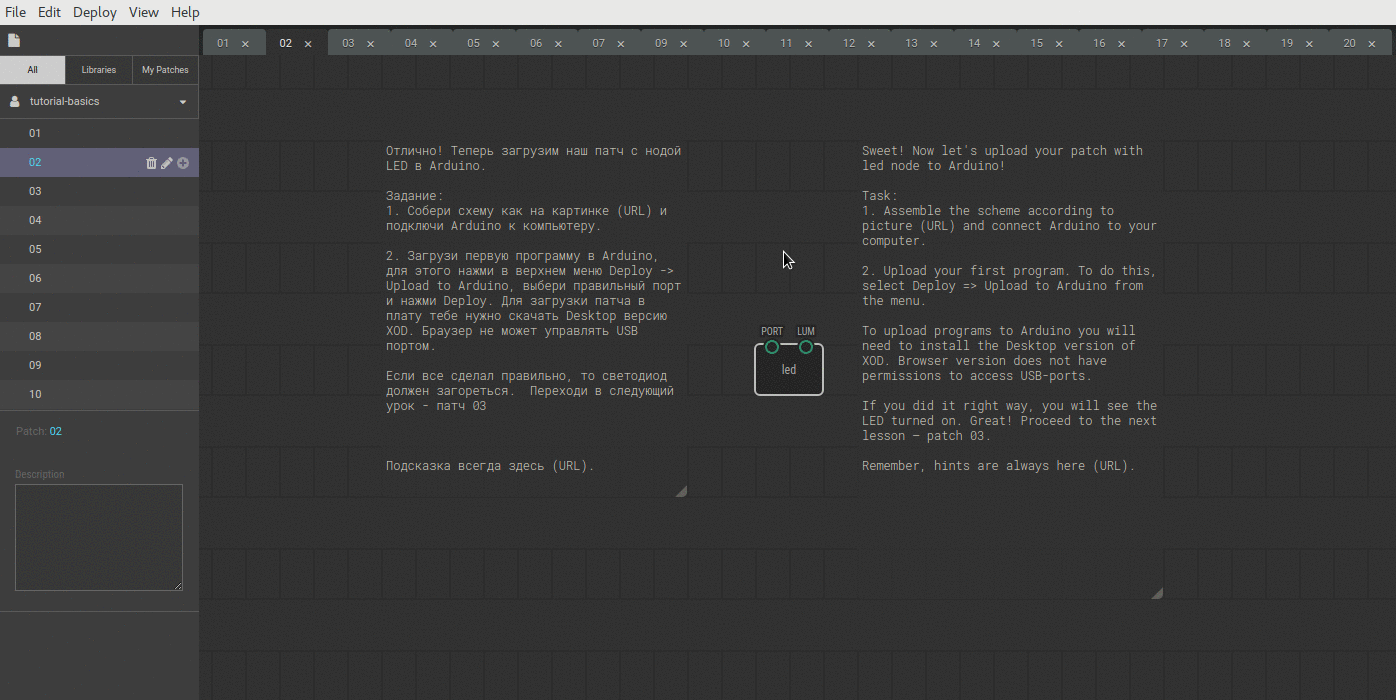 File Edit Deploy View Help
01 × 02 × 03 × 04 × 05 × 06 × 07 × 09 × 10 × 11 × 12 × 13 × 14 × 15 × 16 × 17 × 18 × 19 × 20 ×
All Libraries My Patches
tutorial-basics
01
02
03
04
05
06
07
08
09
10
Patch: 02
Description
Отлично! Теперь загрузим наш патч с нодой
LED в Arduino.
Задание:
1. Собери схему как на картинке (URL) и
подключи Arduino к компьютеру.
2. Загрузи первую программу в Arduino,
для этого нажми в верхнем меню Deploy ->
Upload to Arduino, выбери правильный порт
и нажми Deploy. Для загрузки патча в
плату тебе нужно скачать Desktop версию
XOD. Браузер не может управлять USB
портом.
Если все сделал правильно, то светодиод
должен загореться.  Переходи в следующий
урок - патч 03
Подсказка всегда здесь (URL).
PORT LUM
led
Sweet! Now let's upload your patch with
led node to Arduino!
Task:
1. Assemble the scheme according to
picture (URL) and connect Arduino to your
computer.
2. Upload your first program. To do this,
select Deploy => Upload to Arduino from
the menu.
To upload programs to Arduino you will
need to install the Desktop version of
XOD. Browser version does not have
permissions to access USB-ports.
If you did it right way, you will see the
LED turned on. Great! Proceed to the next
lesson – patch 03.
Remember, hints are always here (URL).